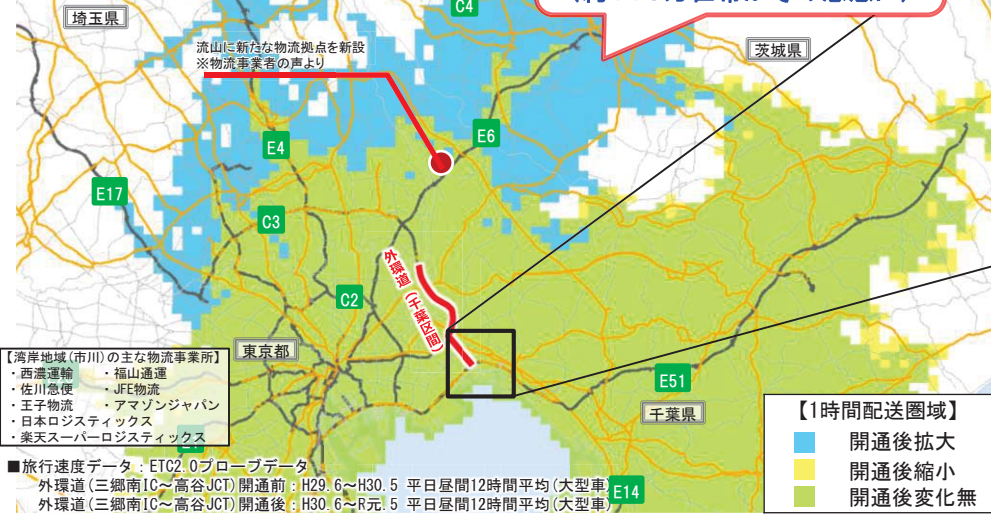 C4
埼玉県
流山に新たな物流拠点を新設
※物流事業者の声より
茨城県
E6
E4
E17
C3
外環道(千葉区間)
C2
東京都
【湾岸地域(市川)の主な物流事業所】
・西濃運輸 ・福山通運
・佐川急便 ・JFE物流
・王子物流 ・アマゾンジャパン
・日本ロジスティックス
・楽天スーパーロジスティックス
E51
千葉県
【1時間配送圏域】
開通後拡大
開通後縮小
開通後変化無
■旅行速度データ:ETC2.0プローブデータ
外環道(三郷南IC~高谷JCT)開通前:H29.6~H30.5 平日昼間12時間平均(大型車)
外環道(三郷南IC~高谷JCT)開通後:H30.6~R元.5 平日昼間12時間平均(大型車)
E14